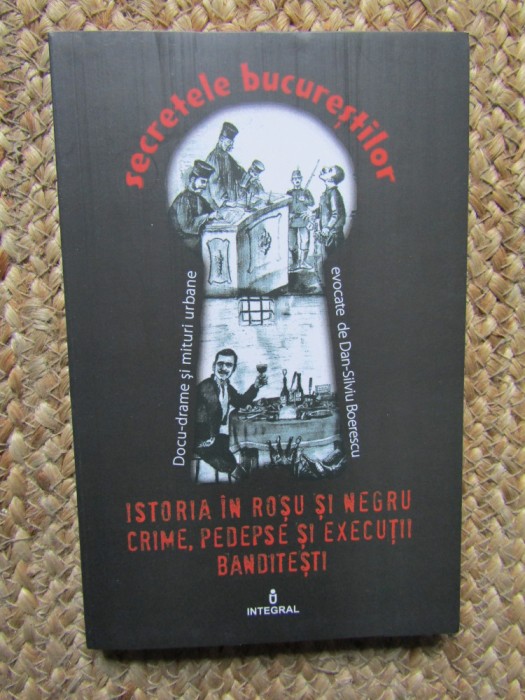 secretele bucureștilor
Docu-drame și mituri urbane
evocate de Dan-Silviu Boerescu
ISTORIA ÎN ROȘU ȘI NEGRU
CRIME, PEDEPSE ȘI EXECUȚII
BANDITEȘTI
INTEGRAL